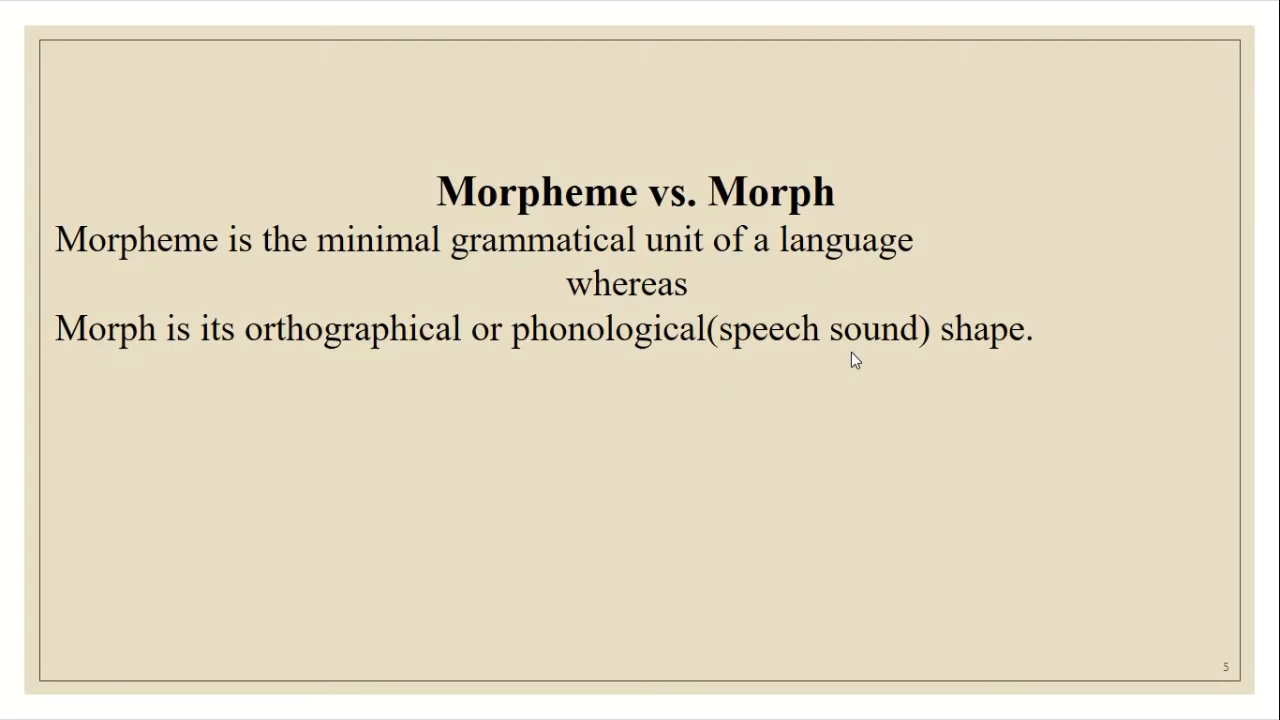 Morpheme vs. Morph
Morpheme is the minimal grammatical unit of a language
whereas
Morph is its orthographical or phonological(speech sound) shape.
5